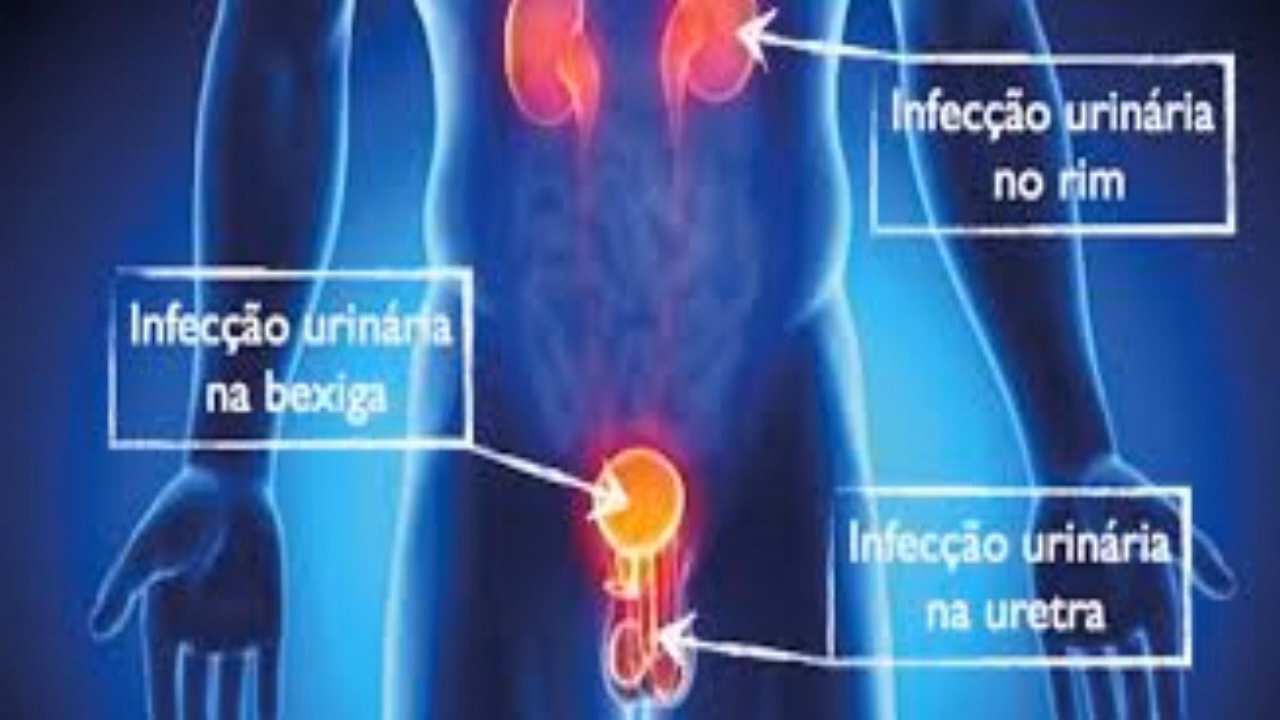 Infecção urinária
no rim
Infecção urinária
na bexiga
Infecção urinária
na uretra